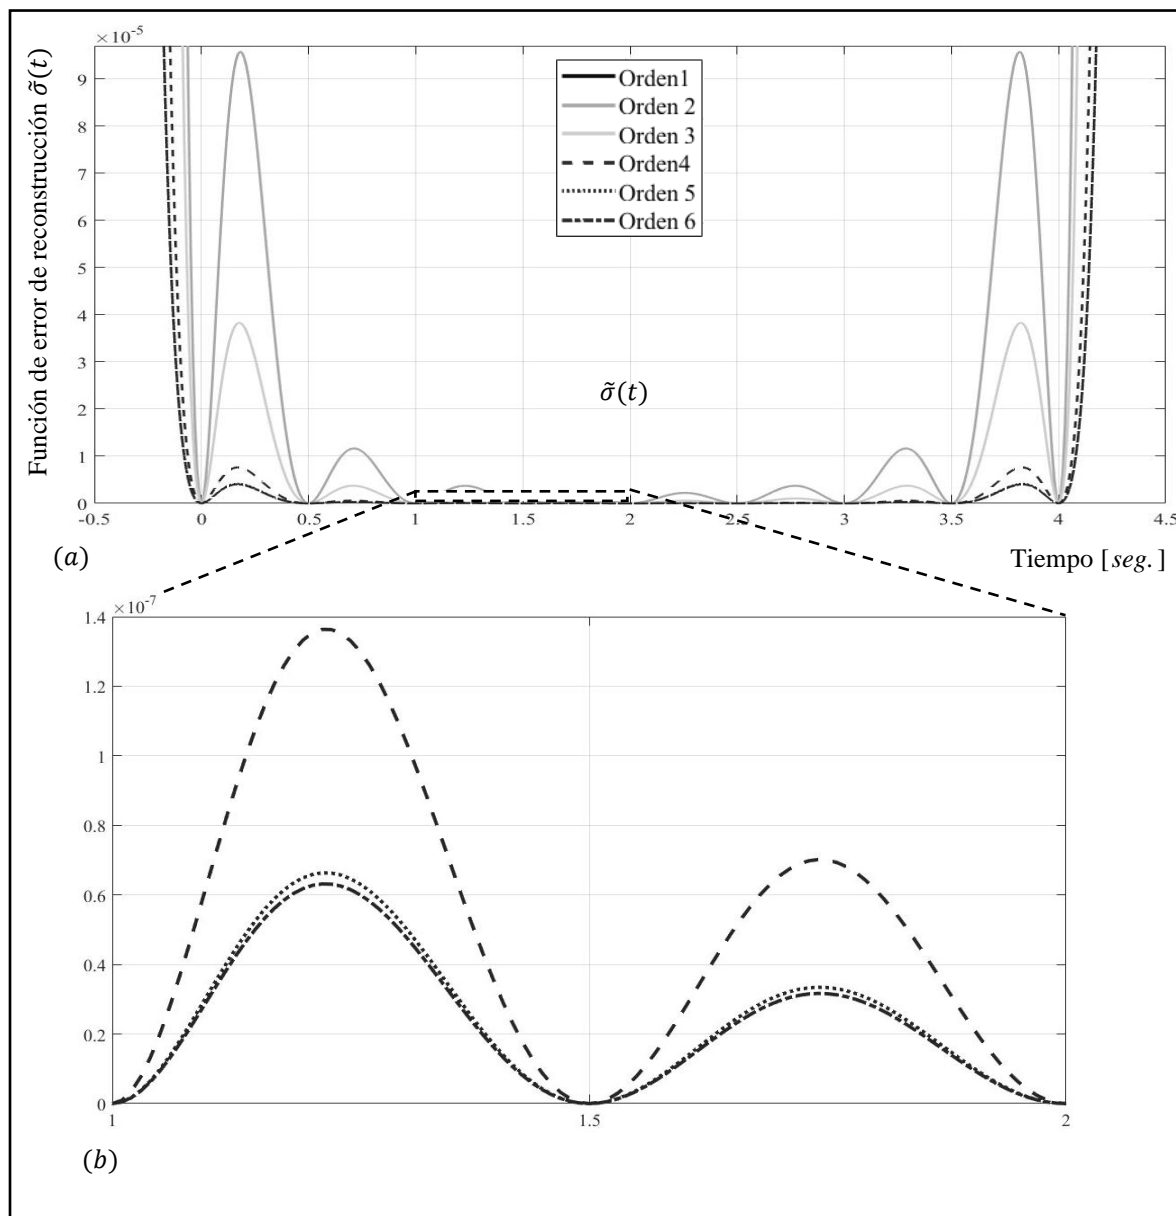 ×10^-5
Función de error de reconstrucción σ̃(t)
9
8
7
6
5
4
3
2
1
0
Orden1
Orden 2
Orden 3
Orden4
Orden 5
Orden 6
σ̃(t)
-0.5 0 0.5 1 1.5 2 2.5 3 3.5 4 4.5
(a)
Tiempo [seg.]
×10^-7
1.4
1.2
1
0.8
0.6
0.4
0.2
0
1 1.5 2
(b)